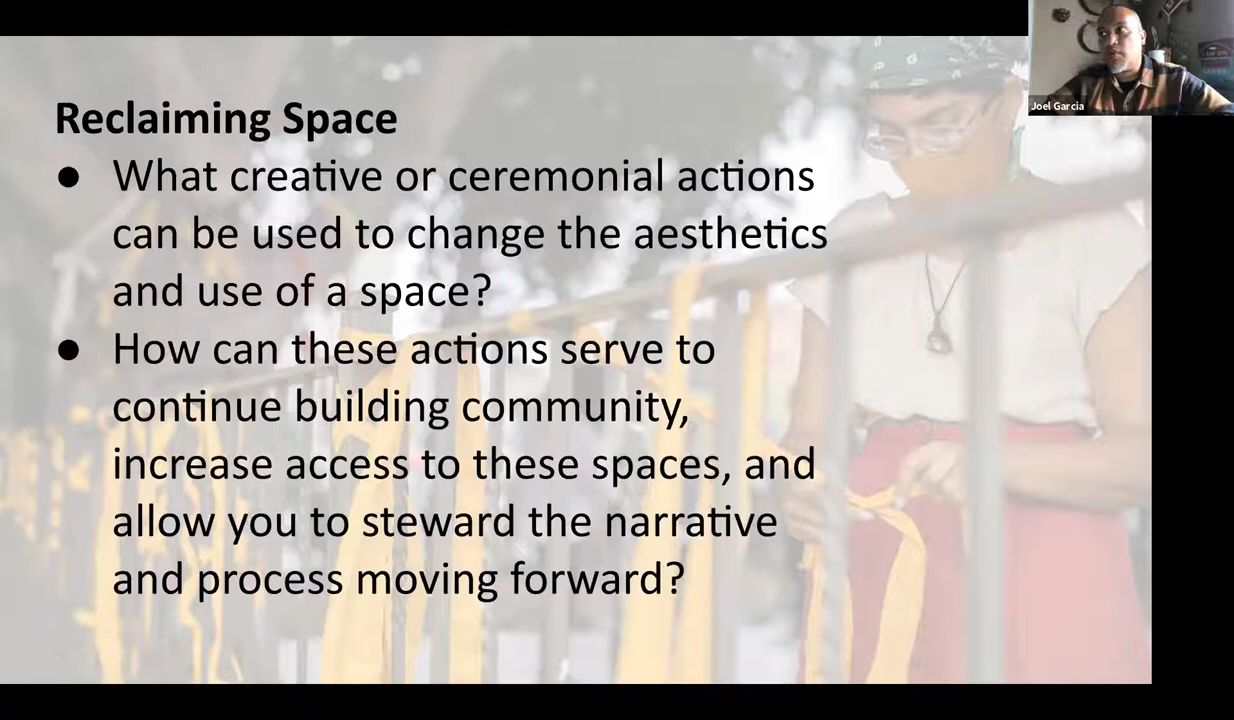 Reclaiming Space
● What creative or ceremonial actions
can be used to change the aesthetics
and use of a space?
● How can these actions serve to
continue building community,
increase access to these spaces, and
allow you to steward the narrative
and process moving forward?
Joel Garcia